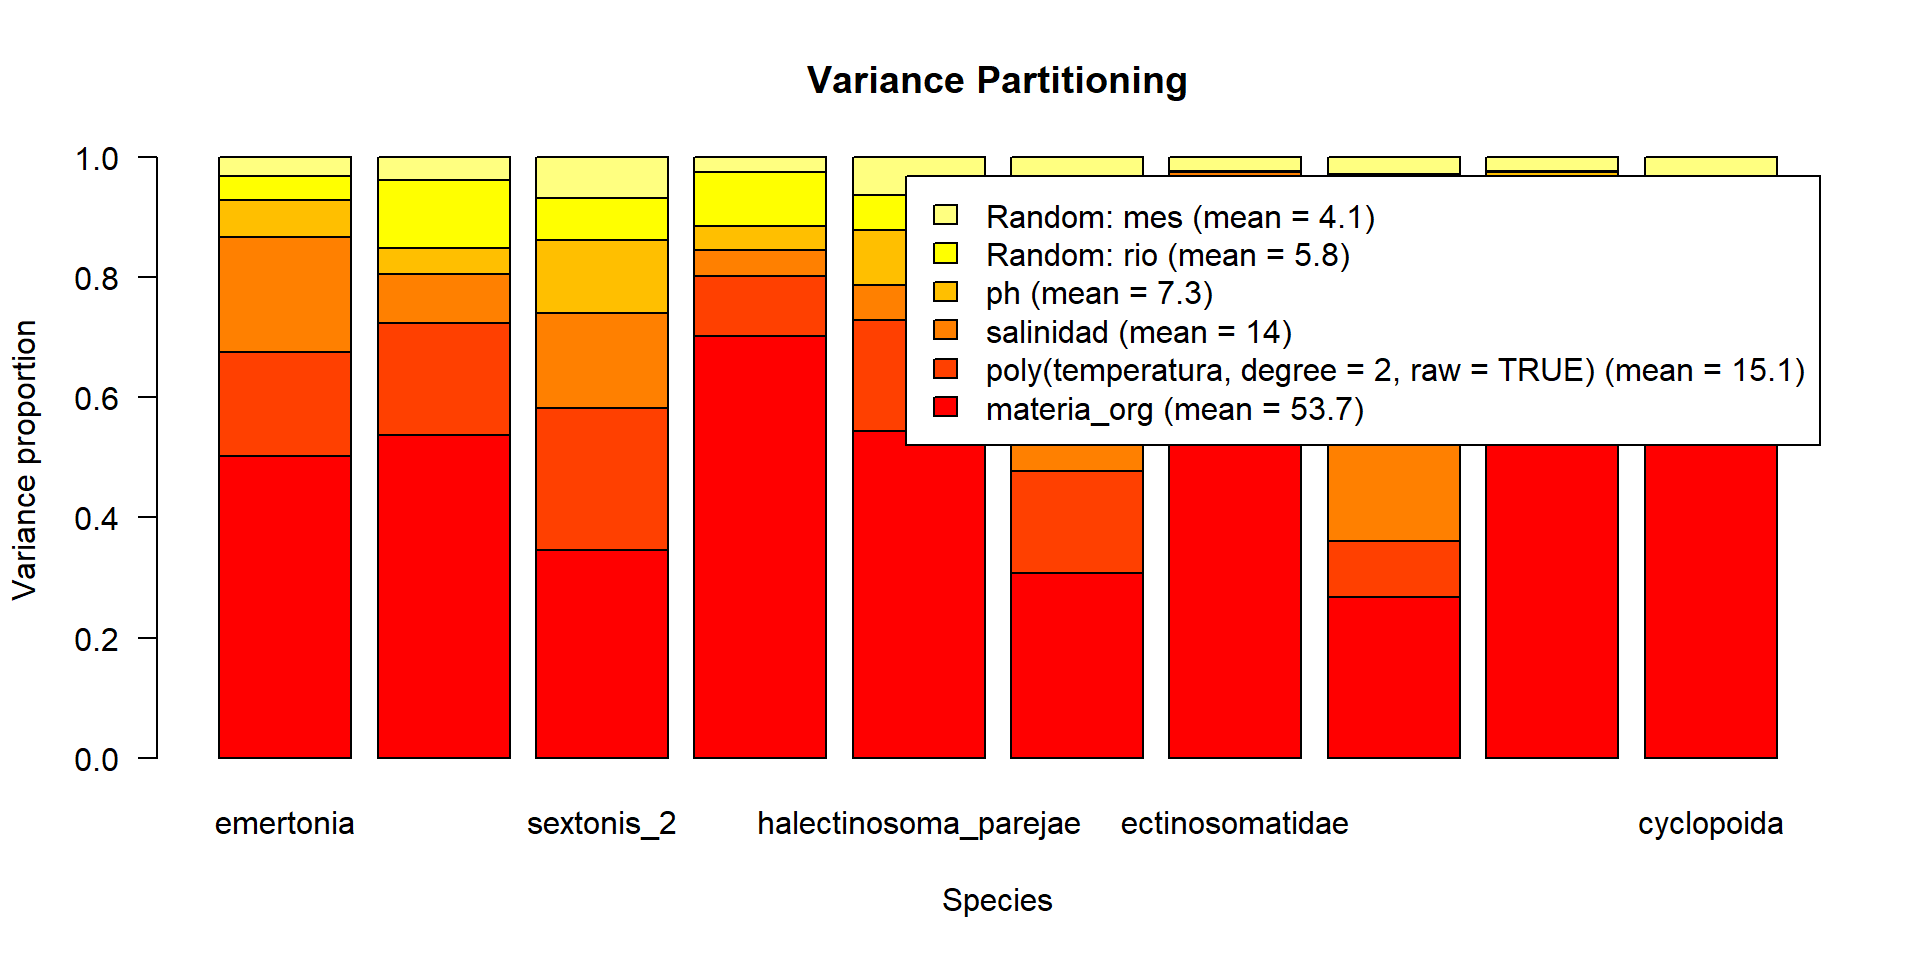 Variance Partitioning
1.0
0.8
0.6
0.4
0.2
0.0
Variance proportion
Random: mes (mean = 4.1)
Random: rio (mean = 5.8)
ph (mean = 7.3)
salinidad (mean = 14)
poly(temperatura, degree = 2, raw = TRUE) (mean = 15.1)
materia_org (mean = 53.7)
emertonia sextonis_2 halectinosoma_parejae ectinosomatidae cyclopoida
Species